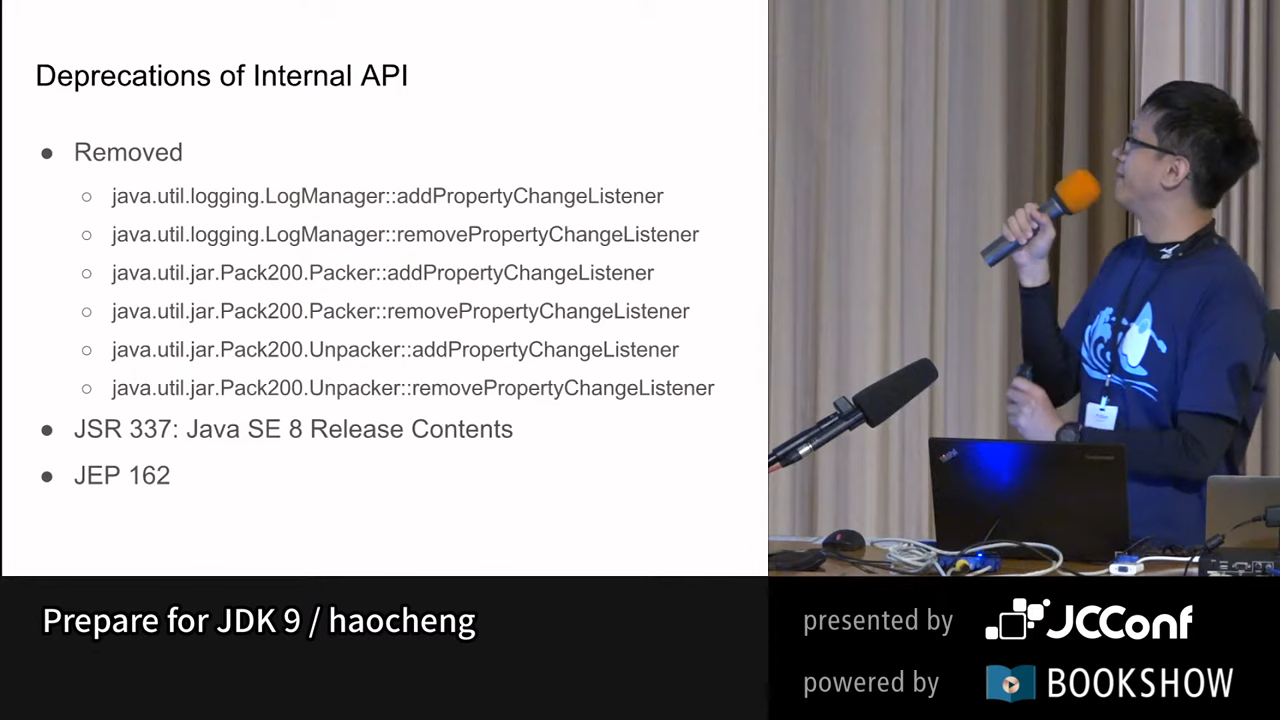 Deprecations of Internal API
● Removed
○ java.util.logging.LogManager::addPropertyChangeListener
○ java.util.logging.LogManager::removePropertyChangeListener
○ java.util.jar.Pack200.Packer::addPropertyChangeListener
○ java.util.jar.Pack200.Packer::removePropertyChangeListener
○ java.util.jar.Pack200.Unpacker::addPropertyChangeListener
○ java.util.jar.Pack200.Unpacker::removePropertyChangeListener
● JSR 337: Java SE 8 Release Contents
● JEP 162
Prepare for JDK 9 / haocheng
presented by JCConf
powered by BOOKSHOW